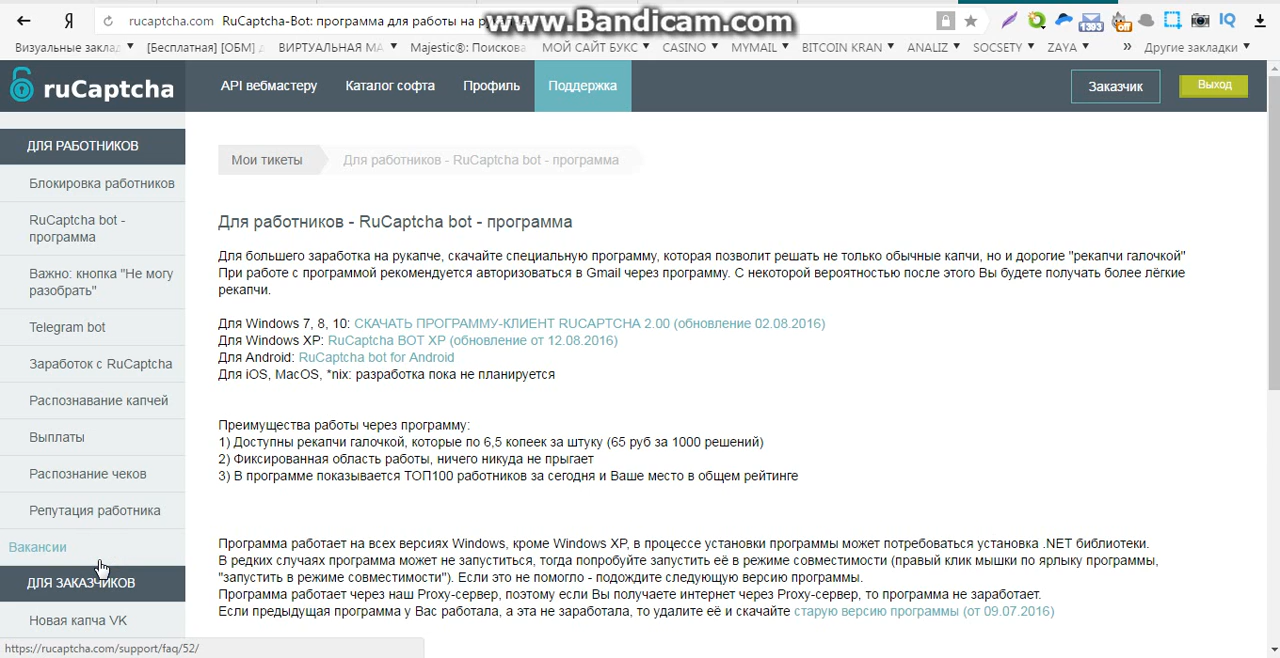 Я rucaptcha.com RuCaptcha-Bot: программа для работы на
www.Bandicam.com
1393
off
IQ
Визуальные заклад [Бесплатная] [ОБМ] ВИРТУАЛЬНАЯ МА Majestic®: Поискова МОЙ САЙТ БУКС CASINO MYMAIL BITCOIN KRAN ANALIZ SOCSETY ZAYA » Другие закладки
ruCaptcha
API вебмастеру Каталог софта Профиль Поддержка Заказчик Выход
ДЛЯ РАБОТНИКОВ
Блокировка работников
RuCaptcha bot -
программа
Важно: кнопка "Не могу
разобрать"
Telegram bot
Заработок с RuCaptcha
Распознавание капчей
Выплаты
Распознание чеков
Репутация работника
Вакансии
ДЛЯ ЗАКАЗЧИКОВ
Новая капча VK
https://rucaptcha.com/support/faq/52/
Мои тикеты Для работников - RuCaptcha bot - программа
Для работников - RuCaptcha bot - программа
Для большего заработка на рукапче, скачайте специальную программу, которая позволит решать не только обычные капчи, но и дорогие "рекапчи галочкой"
При работе с программой рекомендуется авторизоваться в Gmail через программу. С некоторой вероятностью после этого Вы будете получать более лёгкие
рекапчи.
Для Windows 7, 8, 10: СКАЧАТЬ ПРОГРАММУ-КЛИЕНТ RUCAPTCHA 2.00 (обновление 02.08.2016)
Для Windows XP: RuCaptcha BOT XP (обновление от 12.08.2016)
Для Android: RuCaptcha bot for Android
Для iOS, MacOS, *nix: разработка пока не планируется
Преимущества работы через программу:
1) Доступны рекапчи галочкой, которые по 6,5 копеек за штуку (65 руб за 1000 решений)
2) Фиксированная область работы, ничего никуда не прыгает
3) В программе показывается ТОП100 работников за сегодня и Ваше место в общем рейтинге
Программа работает на всех версиях Windows, кроме Windows XP, в процессе установки программы может потребоваться установка .NET библиотеки.
В редких случаях программа может не запуститься, тогда попробуйте запустить её в режиме совместимости (правый клик мышки по ярлыку программы,
"запустить в режиме совместимости"). Если это не помогло - подождите следующую версию программы.
Программа работает через наш Proxy-сервер, поэтому если Вы получаете интернет через Proxy-сервер, то программа не заработает.
Если предыдущая программа у Вас работала, а эта не заработала, то удалите её и скачайте старую версию программы (от 09.07.2016)